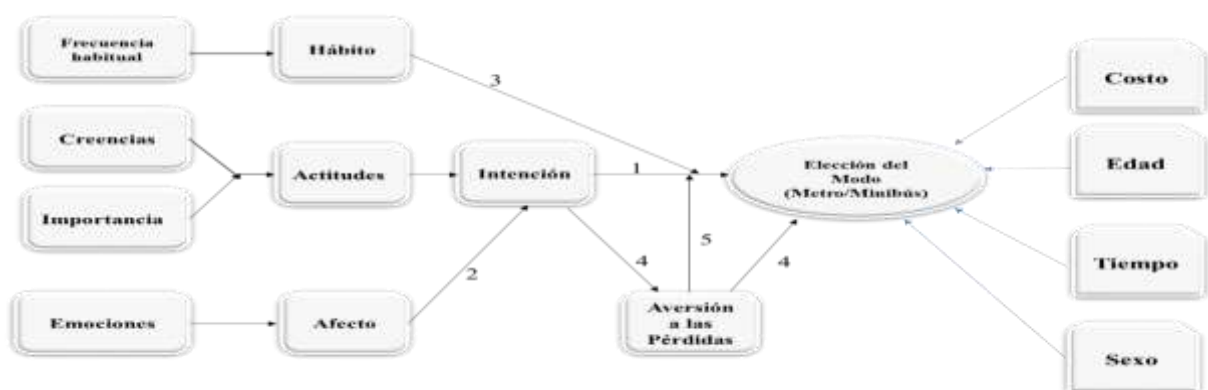 Frecuencia
habitual
Hábito
3
Creencias
Importancia
Actitudes
Intención
1
Elección del
Modo
(Metro/Minibús)
2
4
5
4
Emociones
Afecto
Aversión
a las
Pérdidas
Costo
Edad
Tiempo
Sexo